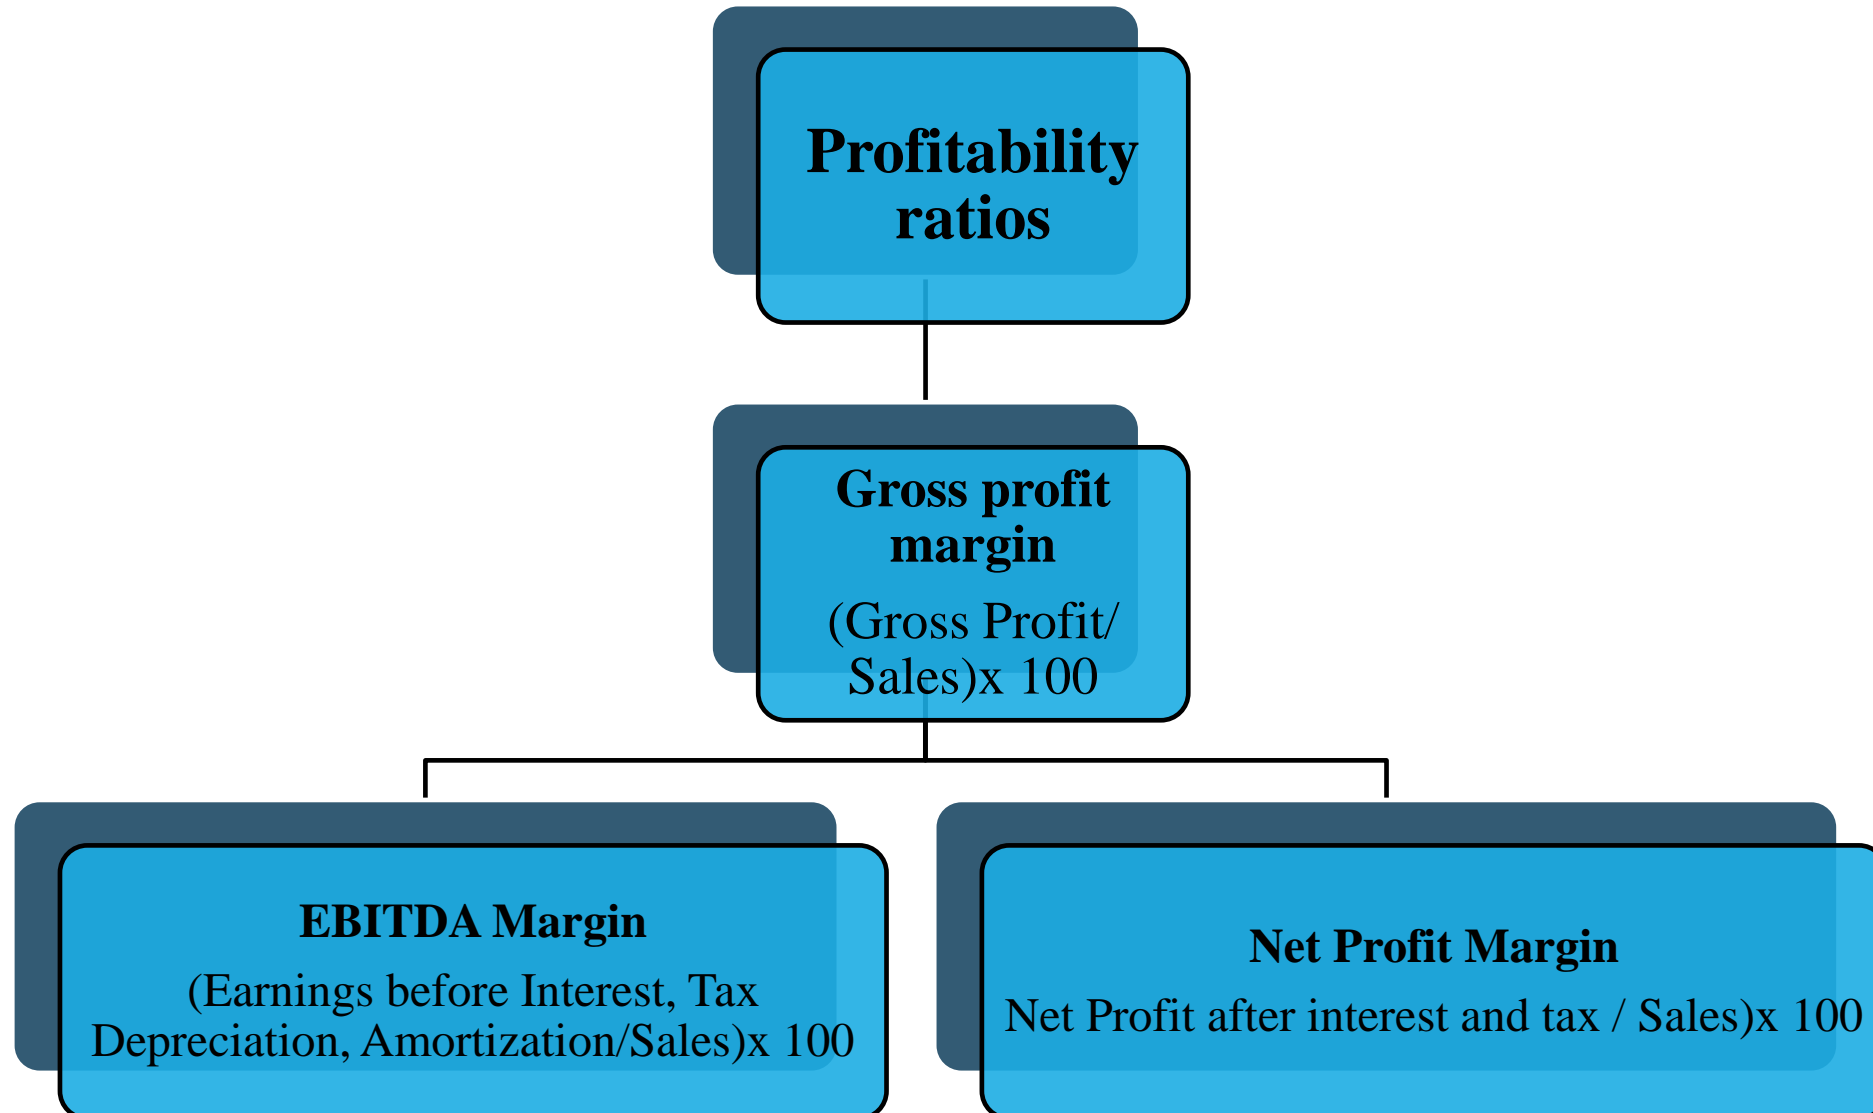 Profitability
ratios
Gross profit
margin
(Gross Profit/
Sales)x 100
EBITDA Margin
(Earnings before Interest, Tax
Depreciation, Amortization/Sales)x 100
Net Profit Margin
Net Profit after interest and tax / Sales)x 100